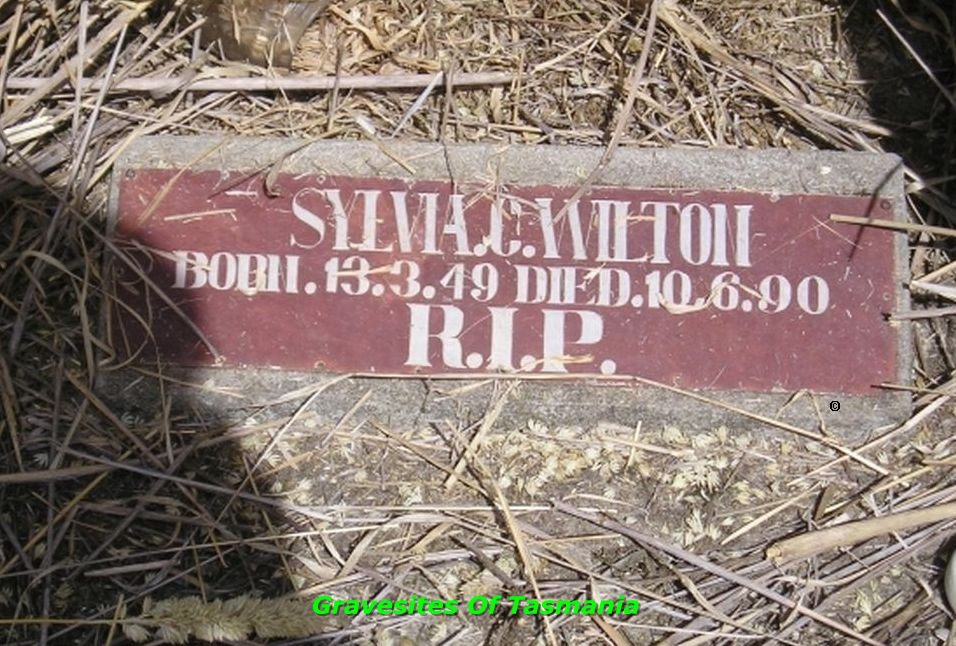 SYLVIA.C.WILTON
BORN.13.3.49 DIED.10.6.90
R.I.P.
©
Gravesites Of Tasmania